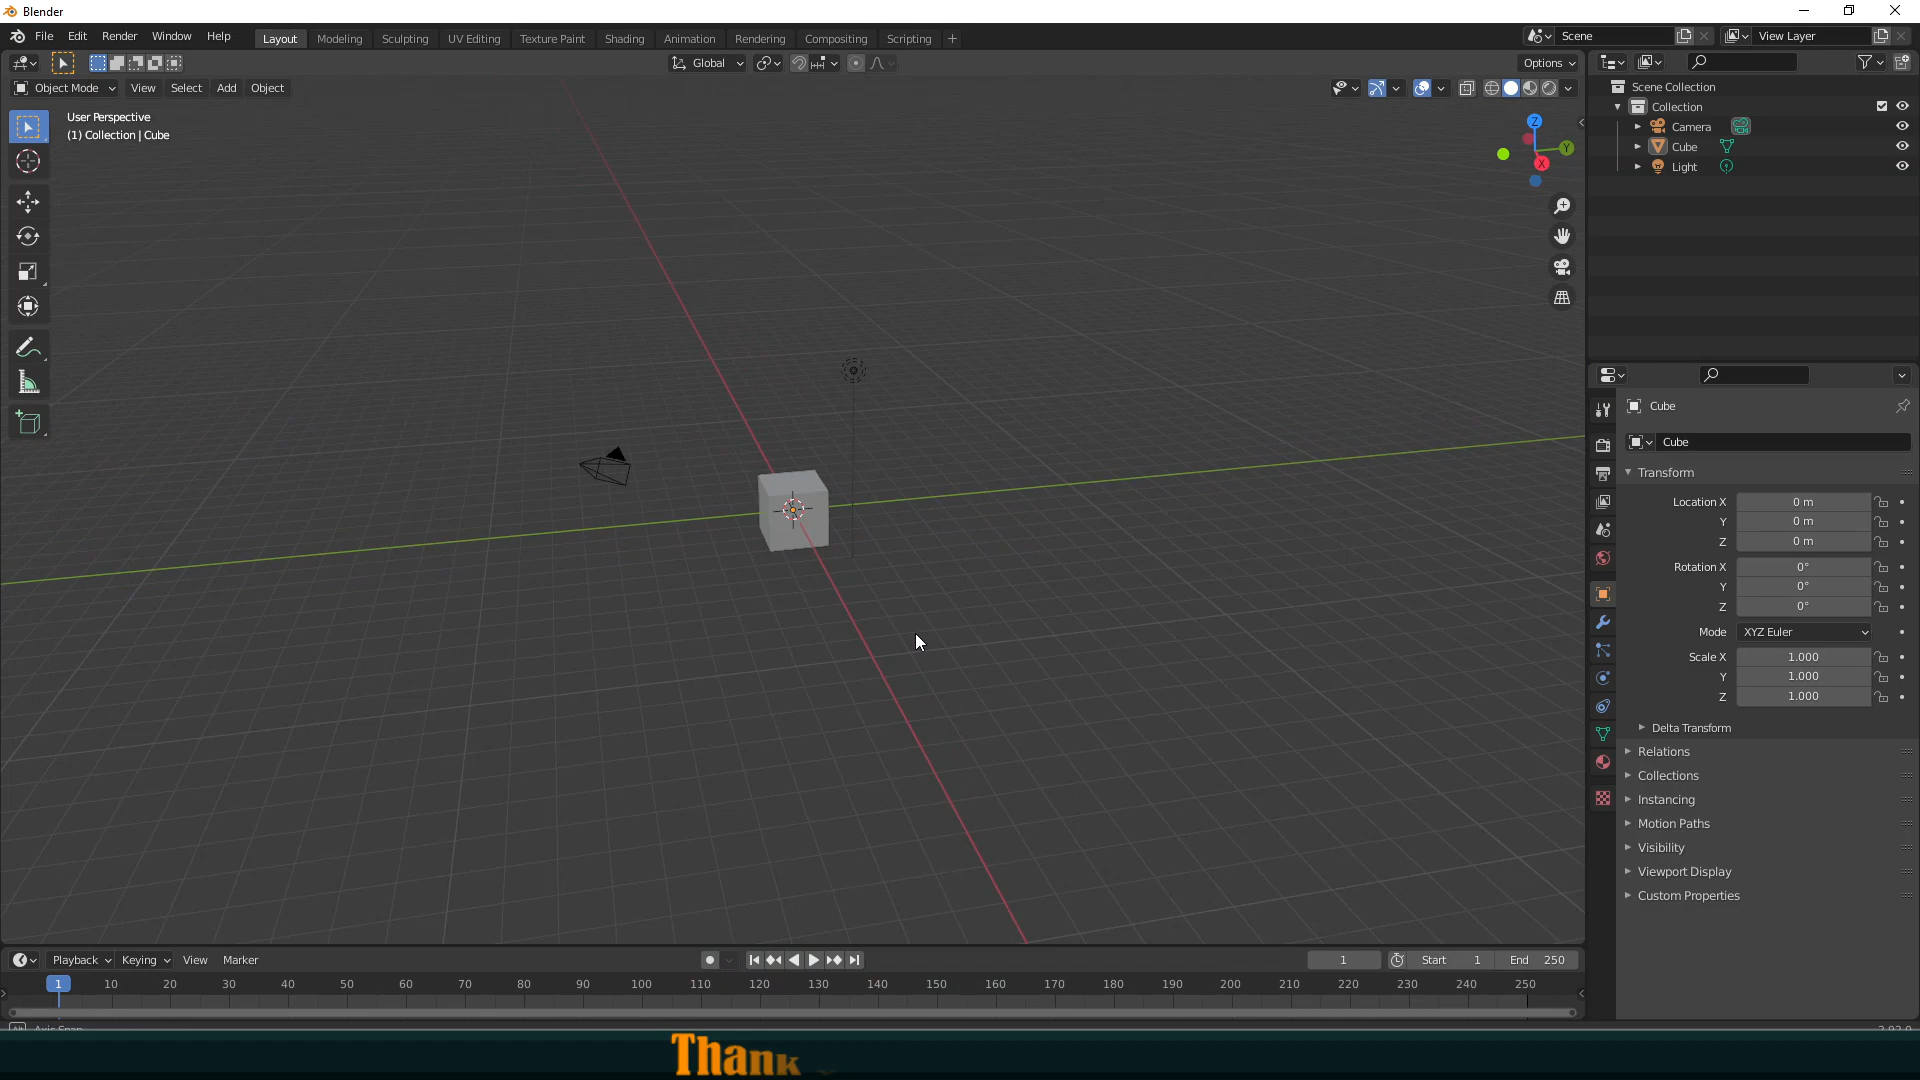 Blender
File Edit Render Window Help Layout Modeling Sculpting UV Editing Texture Paint Shading Animation Rendering Compositing Scripting + Scene View Layer
Global Options
Object Mode View Select Add Object
User Perspective
(1) Collection | Cube
Z
Y
X
Scene Collection
Collection
Camera
Cube
Light
Cube
Cube
Transform
Location X 0 m
Y 0 m
Z 0 m
Rotation X 0°
Y 0°
Z 0°
Mode XYZ Euler
Scale X 1.000
Y 1.000
Z 1.000
Delta Transform
Relations
Collections
Instancing
Motion Paths
Visibility
Viewport Display
Custom Properties
Playback Keying View Marker 1 Start 1 End 250
1 10 20 30 40 50 60 70 80 90 100 110 120 130 140 150 160 170 180 190 200 210 220 230 240 250
Axis Snap 2.92.0
Thank